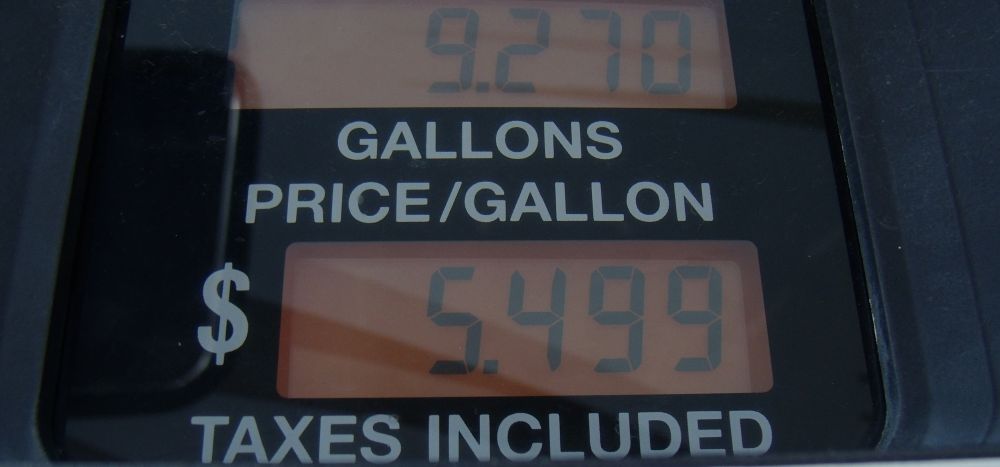 9.270
GALLONS
PRICE/GALLON
$ 5.499
TAXES INCLUDED